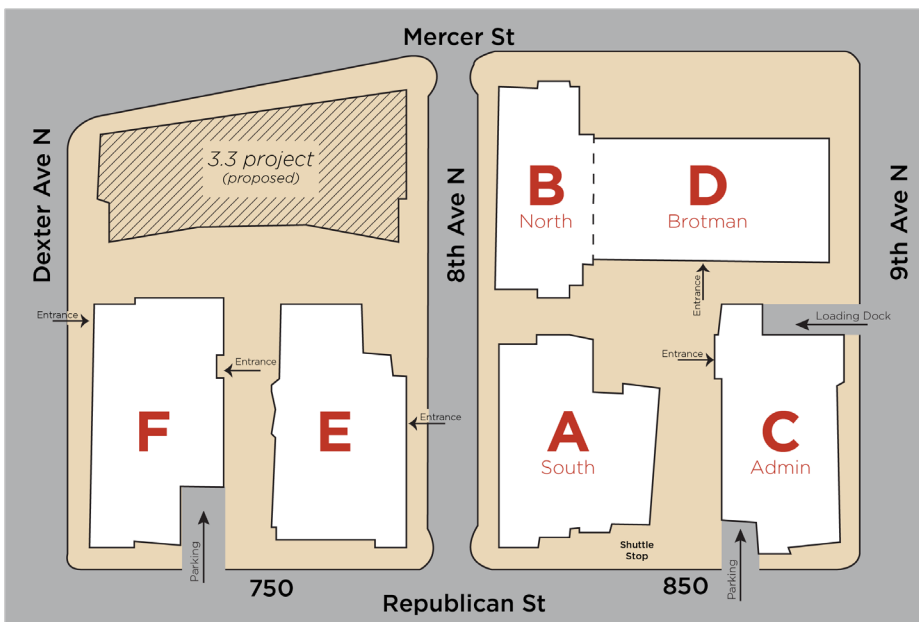 Mercer St
Dexter Ave N
3.3 project
(proposed)
8th Ave N
B
North
D
Brotman
9th Ave N
Entrance
Entrance
Loading Dock
Entrance
Entrance
Entrance
F
E
A
South
C
Admin
Parking
Shuttle
Stop
Parking
750
850
Republican St